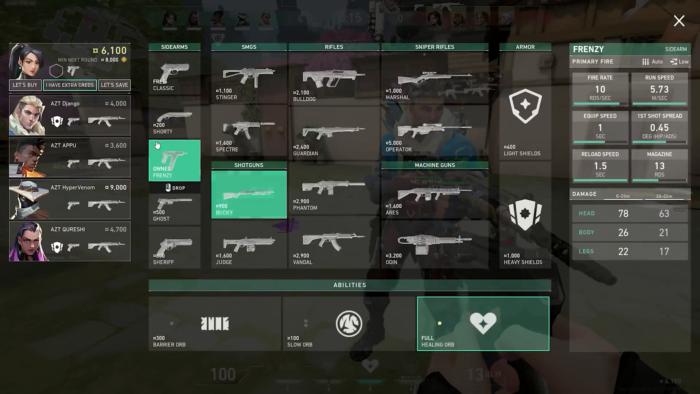 6,100
MIN NEXT ROUND: 8,000
LET'S BUY
I HAVE EXTRA CREDS
LET'S SAVE
AZT Django
4,000
AZT APPU
3,600
AZT HyperVenom
9,000
AZT QURESHI
4,700
SIDEARMS
FREE
CLASSIC
200
SHORTY
OWNED
FRENZY
DROP
500
GHOST
SHERIFF
SMGS
1,100
STINGER
1,600
SPECTRE
SHOTGUNS
900
BUCKY
1,600
JUDGE
RIFLES
2,100
BULLDOG
2,400
GUARDIAN
2,900
PHANTOM
2,900
VANDAL
SNIPER RIFLES
1,000
MARSHAL
5,000
OPERATOR
MACHINE GUNS
1,600
ARES
3,200
ODIN
ARMOR
400
LIGHT SHIELDS
1,000
HEAVY SHIELDS
ABILITIES
300
BARRIER ORB
100
SLOW ORB
FULL
HEALING ORB
FRENZY
SIDEARM
PRIMARY FIRE
Auto
Low
FIRE RATE
10
RDS/SEC
RUN SPEED
5.73
M/SEC
EQUIP SPEED
1
SEC
1ST SHOT SPREAD
0.45
DEG (HIP/ADS)
RELOAD SPEED
1.5
SEC
MAGAZINE
13
RDS
DAMAGE
HEAD 78 63
BODY 26 21
LEGS 22 17
100
13